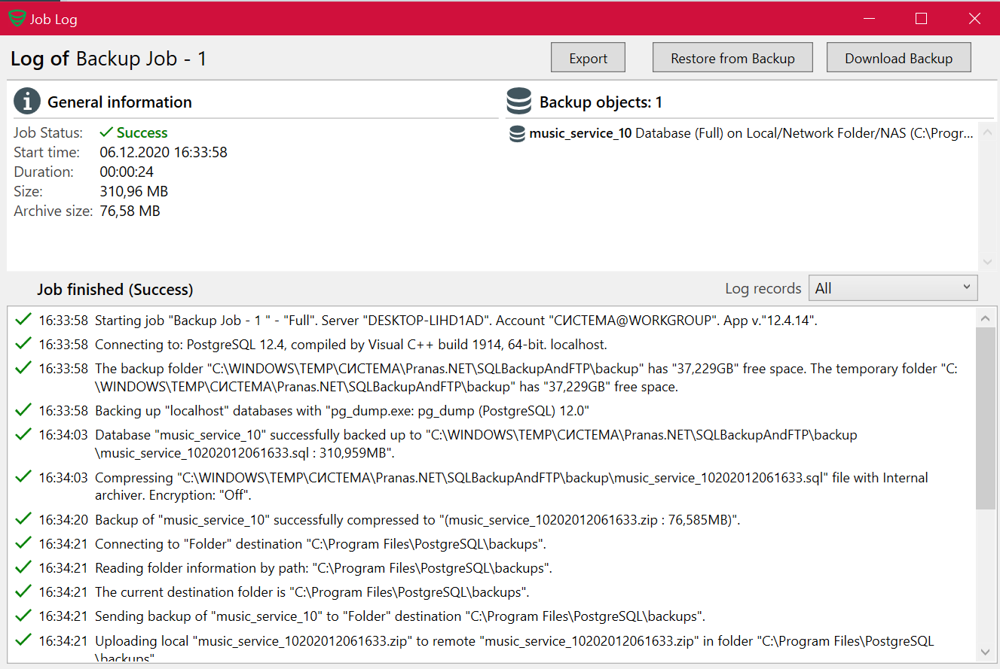 Job Log
Log of Backup Job - 1
Export
Restore from Backup
Download Backup
General information
Job Status: Success
Start time: 06.12.2020 16:33:58
Duration: 00:00:24
Size: 310,96 MB
Archive size: 76,58 MB
Backup objects: 1
music_service_10 Database (Full) on Local/Network Folder/NAS (C:\Progr...
Job finished (Success)
Log records All
16:33:58 Starting job "Backup Job - 1 " - "Full". Server "DESKTOP-LIHD1AD". Account "СИСТЕМА@WORKGROUP". App v."12.4.14".
16:33:58 Connecting to: PostgreSQL 12.4, compiled by Visual C++ build 1914, 64-bit. localhost.
16:33:58 The backup folder "C:\WINDOWS\TEMP\СИСТЕМА\Pranas.NET\SQLBackupAndFTP\backup" has "37,229GB" free space. The temporary folder "C:
\WINDOWS\TEMP\СИСТЕМА\Pranas.NET\SQLBackupAndFTP\backup" has "37,229GB" free space.
16:33:58 Backing up "localhost" databases with "pg_dump.exe: pg_dump (PostgreSQL) 12.0"
16:34:03 Database "music_service_10" successfully backed up to "C:\WINDOWS\TEMP\СИСТЕМА\Pranas.NET\SQLBackupAndFTP\backup
\music_service_10202012061633.sql : 310,959MB".
16:34:03 Compressing "C:\WINDOWS\TEMP\СИСТЕМА\Pranas.NET\SQLBackupAndFTP\backup\music_service_10202012061633.sql" file with Internal
archiver. Encryption: "Off".
16:34:20 Backup of "music_service_10" successfully compressed to "(music_service_10202012061633.zip : 76,585MB)".
16:34:21 Connecting to "Folder" destination "C:\Program Files\PostgreSQL\backups".
16:34:21 Reading folder information by path: "C:\Program Files\PostgreSQL\backups".
16:34:21 The current destination folder is "C:\Program Files\PostgreSQL\backups".
16:34:21 Sending backup of "music_service_10" to "Folder" destination "C:\Program Files\PostgreSQL\backups".
16:34:21 Uploading local "music_service_10202012061633.zip" to remote "music_service_10202012061633.zip" in folder "C:\Program Files\PostgreSQL
\backups"